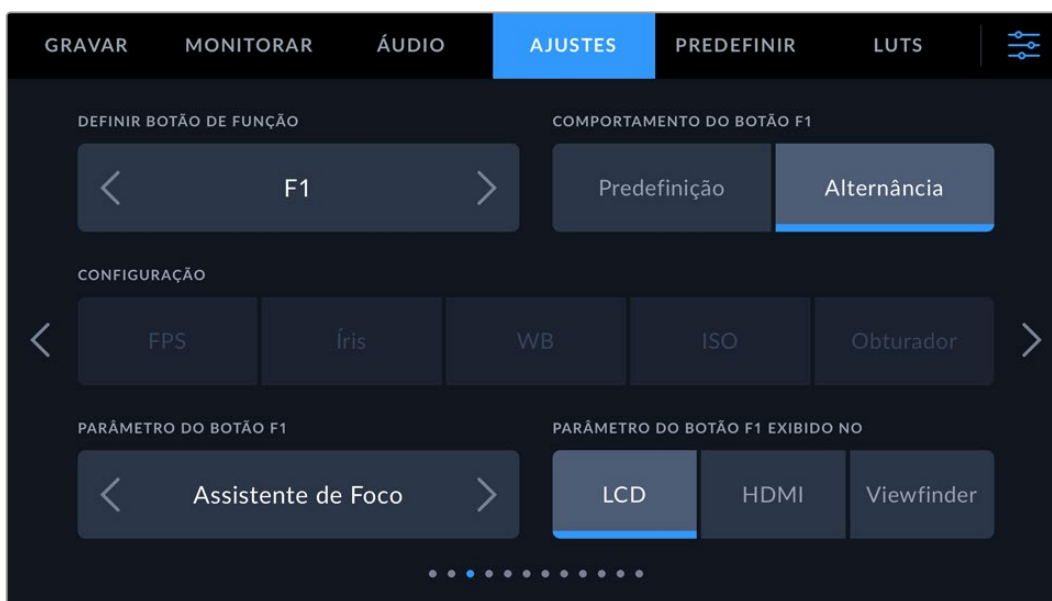 GRAVAR MONITORAR ÁUDIO AJUSTES PREDEFINIR LUTS
DEFINIR BOTÃO DE FUNÇÃO
F1
COMPORTAMENTO DO BOTÃO F1
Predefinição Alternância
CONFIGURAÇÃO
FPS Íris WB ISO Obturador
PARÂMETRO DO BOTÃO F1
Assistente de Foco
PARÂMETRO DO BOTÃO F1 EXIBIDO NO
LCD HDMI Viewfinder